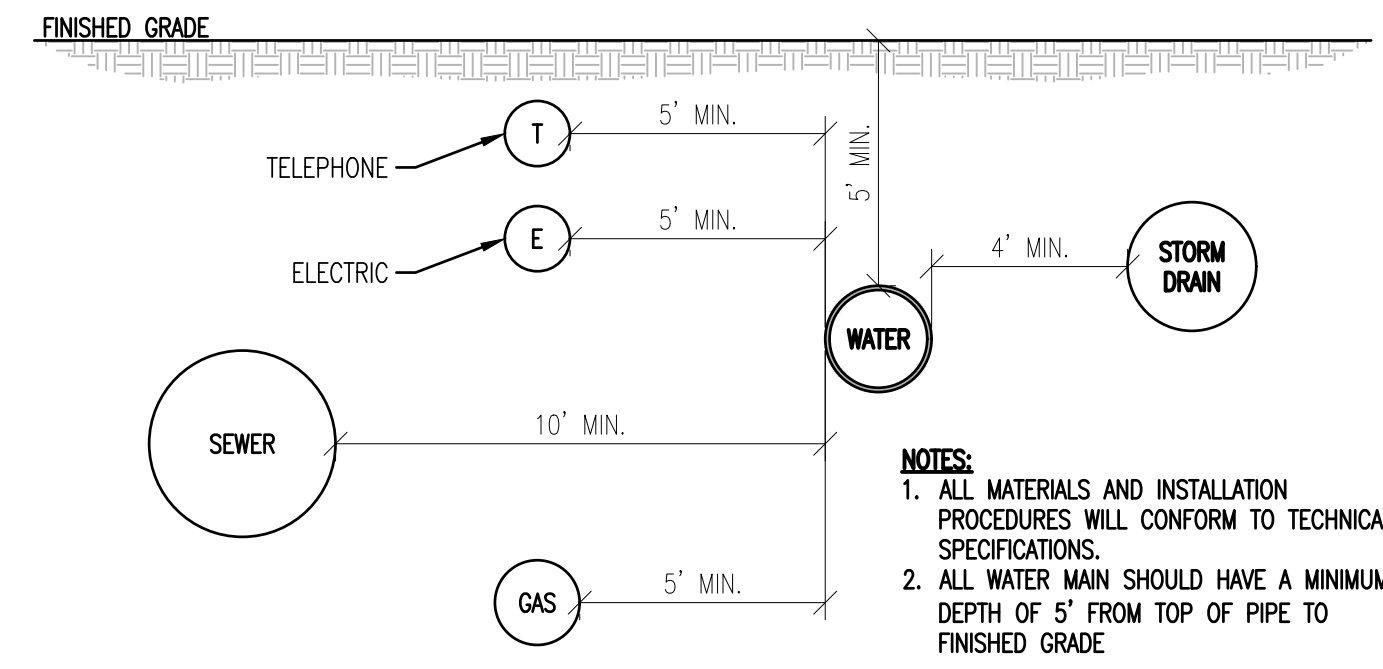 FINISHED GRADE
5' MIN.
T
TELEPHONE
5' MIN.
5' MIN.
E
ELECTRIC
4' MIN.
STORM
DRAIN
WATER
SEWER
10' MIN.
GAS
5' MIN.
NOTES:
1. ALL MATERIALS AND INSTALLATION
PROCEDURES WILL CONFORM TO TECHNICA
SPECIFICATIONS.
2. ALL WATER MAIN SHOULD HAVE A MINIMUM
DEPTH OF 5' FROM TOP OF PIPE TO
FINISHED GRADE